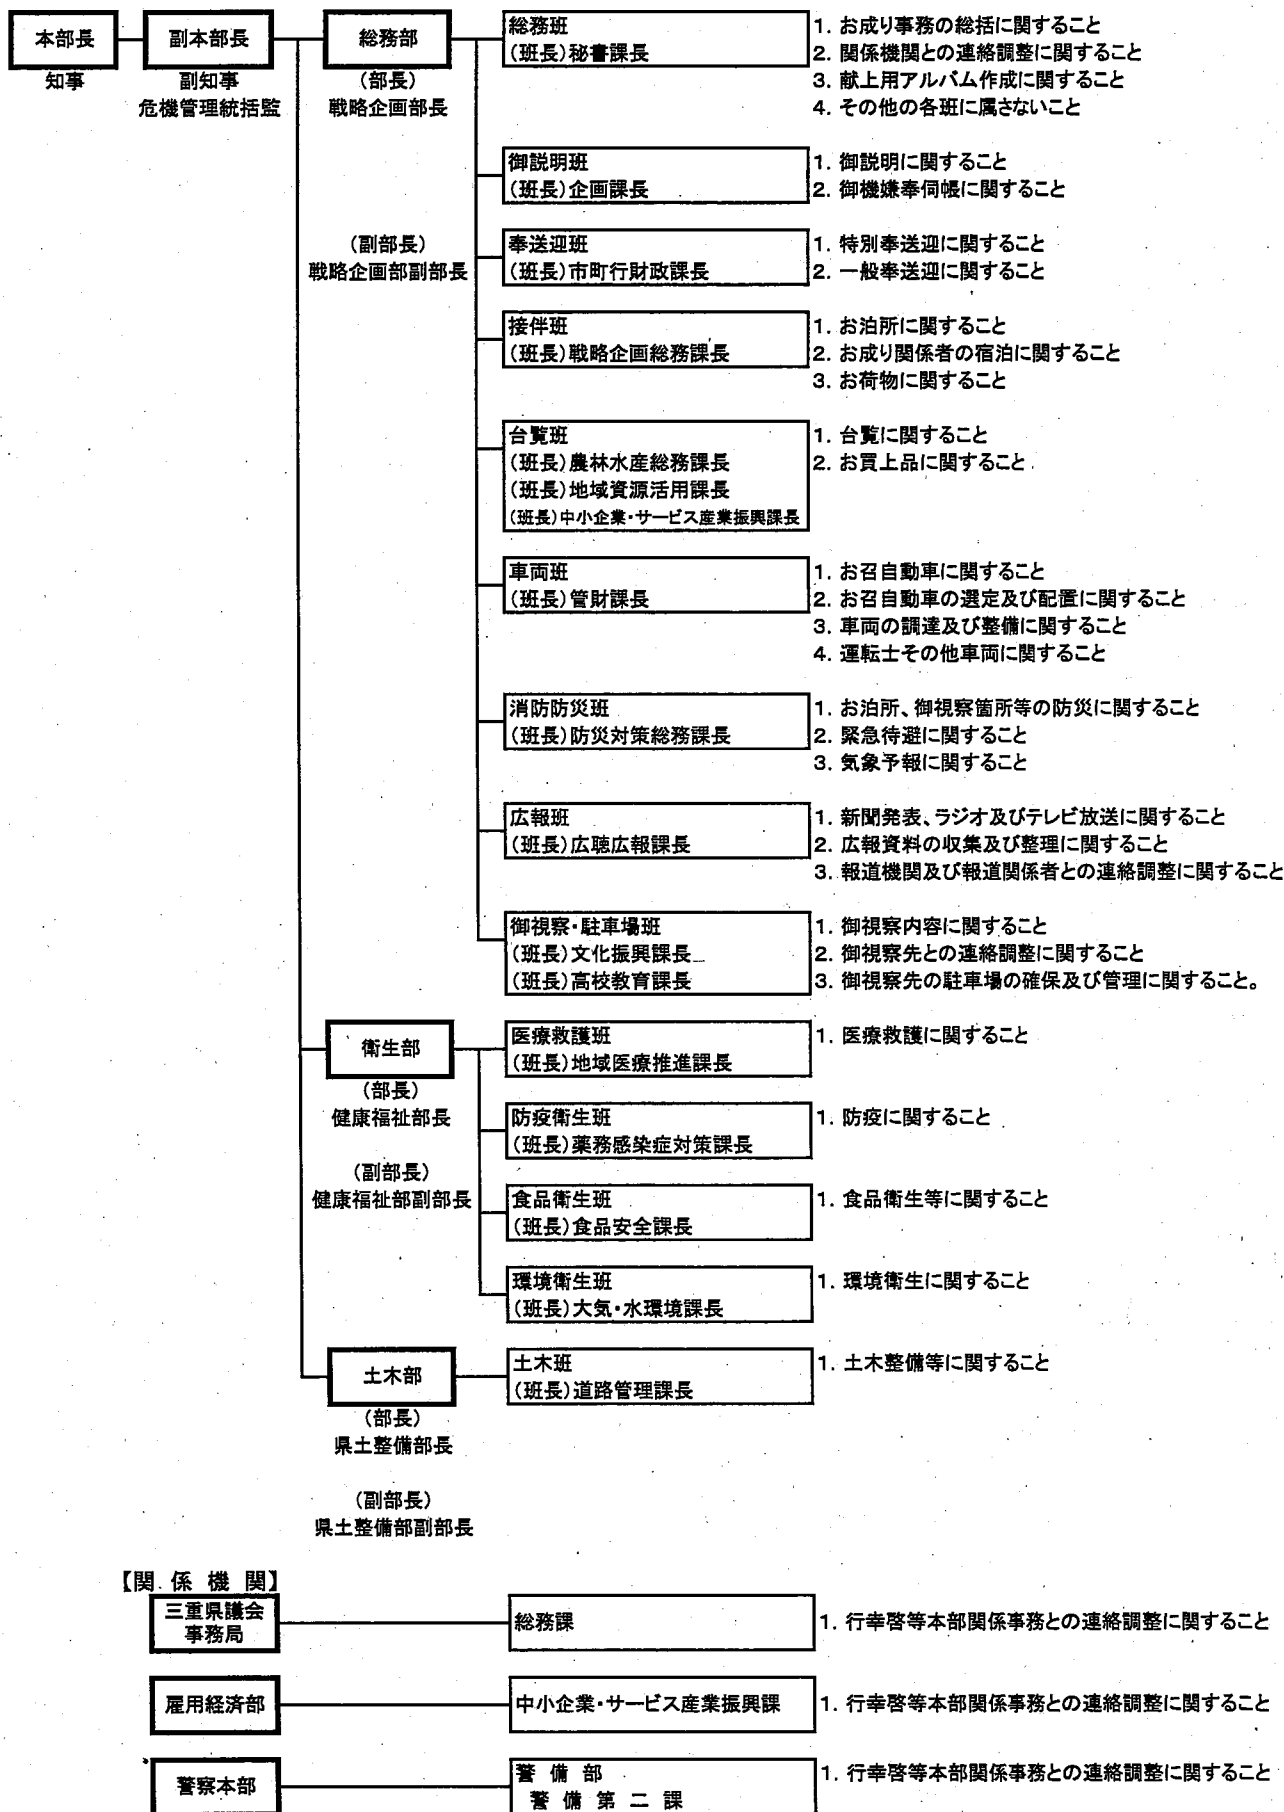 本部長
知事
副本部長
副知事
危機管理統括監
総務部
(部長)
戦略企画部長
(副部長)
戦略企画部副部長
総務班
(班長)秘書課長
1. お成り事務の総括に関すること
2. 関係機関との連絡調整に関すること
3. 献上用アルバム作成に関すること
4. その他の各班に属さないこと
御説明班
(班長)企画課長
1. 御説明に関すること
2. 御機嫌奉伺帳に関すること
奉送迎班
(班長)市町行財政課長
1. 特別奉送迎に関すること
2. 一般奉送迎に関すること
接伴班
(班長)戦略企画総務課長
1. お泊所に関すること
2. お成り関係者の宿泊に関すること
3. お荷物に関すること
台覧班
(班長)農林水産総務課長
(班長)地域資源活用課長
(班長)中小企業・サービス産業振興課長
1. 台覧に関すること
2. お買上品に関すること
車両班
(班長)管財課長
1. お召自動車に関すること
2. お召自動車の選定及び配置に関すること
3. 車両の調達及び整備に関すること
4. 運転士その他車両に関すること
消防防災班
(班長)防災対策総務課長
1. お泊所、御視察箇所等の防災に関すること
2. 緊急待避に関すること
3. 気象予報に関すること
広報班
(班長)広聴広報課長
1. 新聞発表、ラジオ及びテレビ放送に関すること
2. 広報資料の収集及び整理に関すること
3. 報道機関及び報道関係者との連絡調整に関すること
御視察・駐車場班
(班長)文化振興課長
(班長)高校教育課長
1. 御視察内容に関すること
2. 御視察先との連絡調整に関すること
3. 御視察先の駐車場の確保及び管理に関すること。
衛生部
(部長)
健康福祉部長
(副部長)
健康福祉部副部長
医療救護班
(班長)地域医療推進課長
1. 医療救護に関すること
防疫衛生班
(班長)薬務感染症対策課長
1. 防疫に関すること
食品衛生班
(班長)食品安全課長
1. 食品衛生等に関すること
環境衛生班
(班長)大気・水環境課長
1. 環境衛生に関すること
土木部
(部長)
県土整備部長
(副部長)
県土整備部副部長
土木班
(班長)道路管理課長
1. 土木整備等に関すること
【関係機関】
三重県議会
事務局
総務課
1. 行幸啓等本部関係事務との連絡調整に関すること
雇用経済部
中小企業・サービス産業振興課
1. 行幸啓等本部関係事務との連絡調整に関すること
警察本部
警備部
警備第二課
1. 行幸啓等本部関係事務との連絡調整に関すること